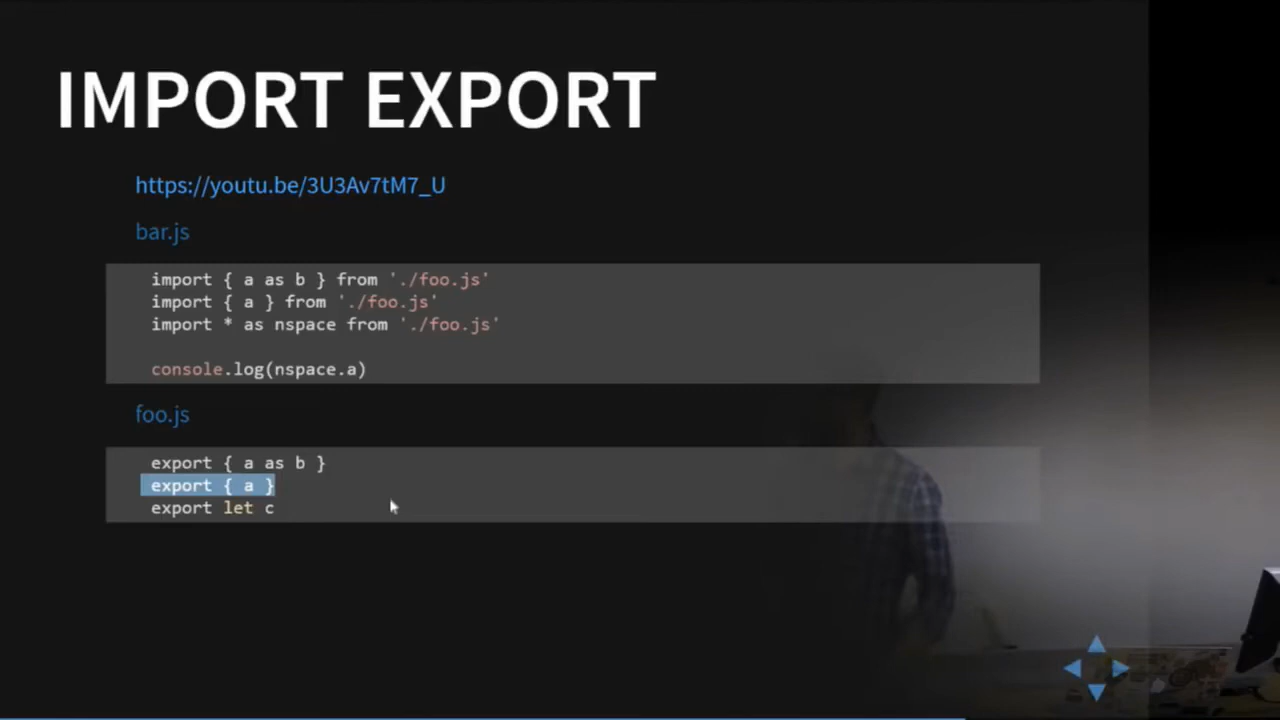 IMPORT EXPORT
https://youtu.be/3U3Av7tM7_U
bar.js
import { a as b } from './foo.js'
import { a } from './foo.js'
import * as nspace from './foo.js'
console.log(nspace.a)
foo.js
export { a as b }
export { a }
export let c